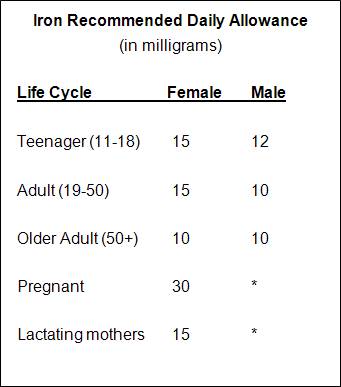 Iron Recommended Daily Allowance
(in milligrams)
Life Cycle Female Male
Teenager (11-18) 15 12
Adult (19-50) 15 10
Older Adult (50+) 10 10
Pregnant 30 *
Lactating mothers 15 *